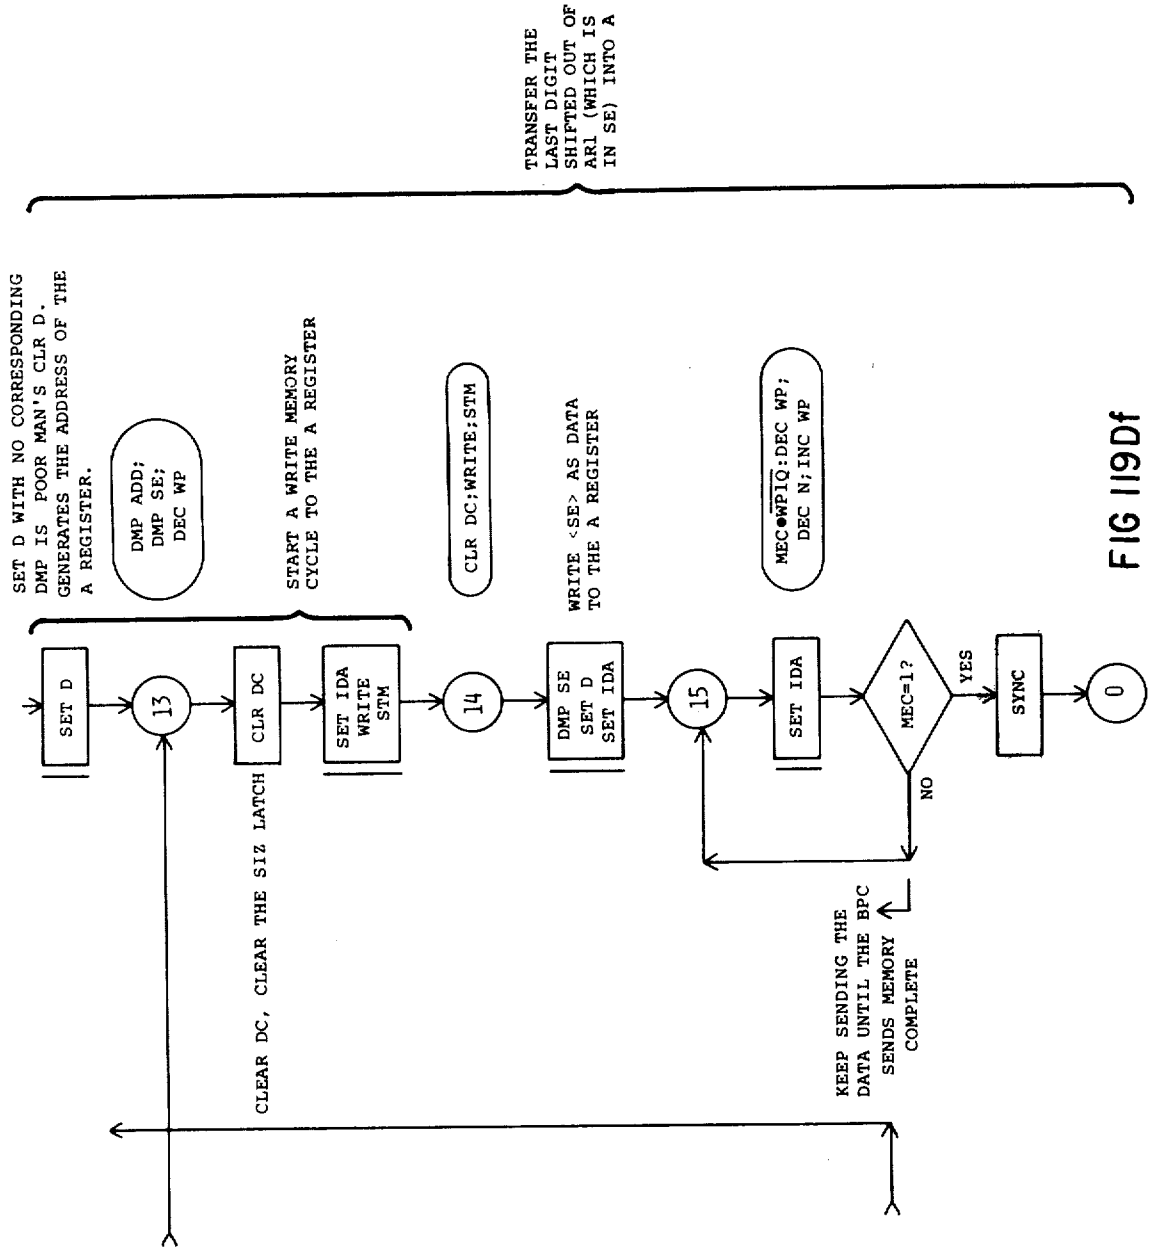 SET D WITH NO CORRESPONDING
DMP IS POOR MAN'S CLR D.
GENERATES THE ADDRESS OF THE
A REGISTER.
SET D
13
DMP ADD;
DMP SE;
DEC WP
CLEAR DC, CLEAR THE SIZ LATCH
CLR DC
SET IDA
WRITE
STM
START A WRITE MEMORY
CYCLE TO THE A REGISTER
14
CLR DC;WRITE;STM
DMP SE
SET D
SET IDA
WRITE <SE> AS DATA
TO THE A REGISTER
15
SET IDA
MEC●W̅P̅1̅Q̅:DEC WP;
DEC N;INC WP
MEC=1?
NO
YES
SYNC
0
KEEP SENDING THE
DATA UNTIL THE BPC
SENDS MEMORY
COMPLETE
TRANSFER THE
LAST DIGIT
SHIFTED OUT OF
AR1 (WHICH IS
IN SE) INTO A
FIG 119Df